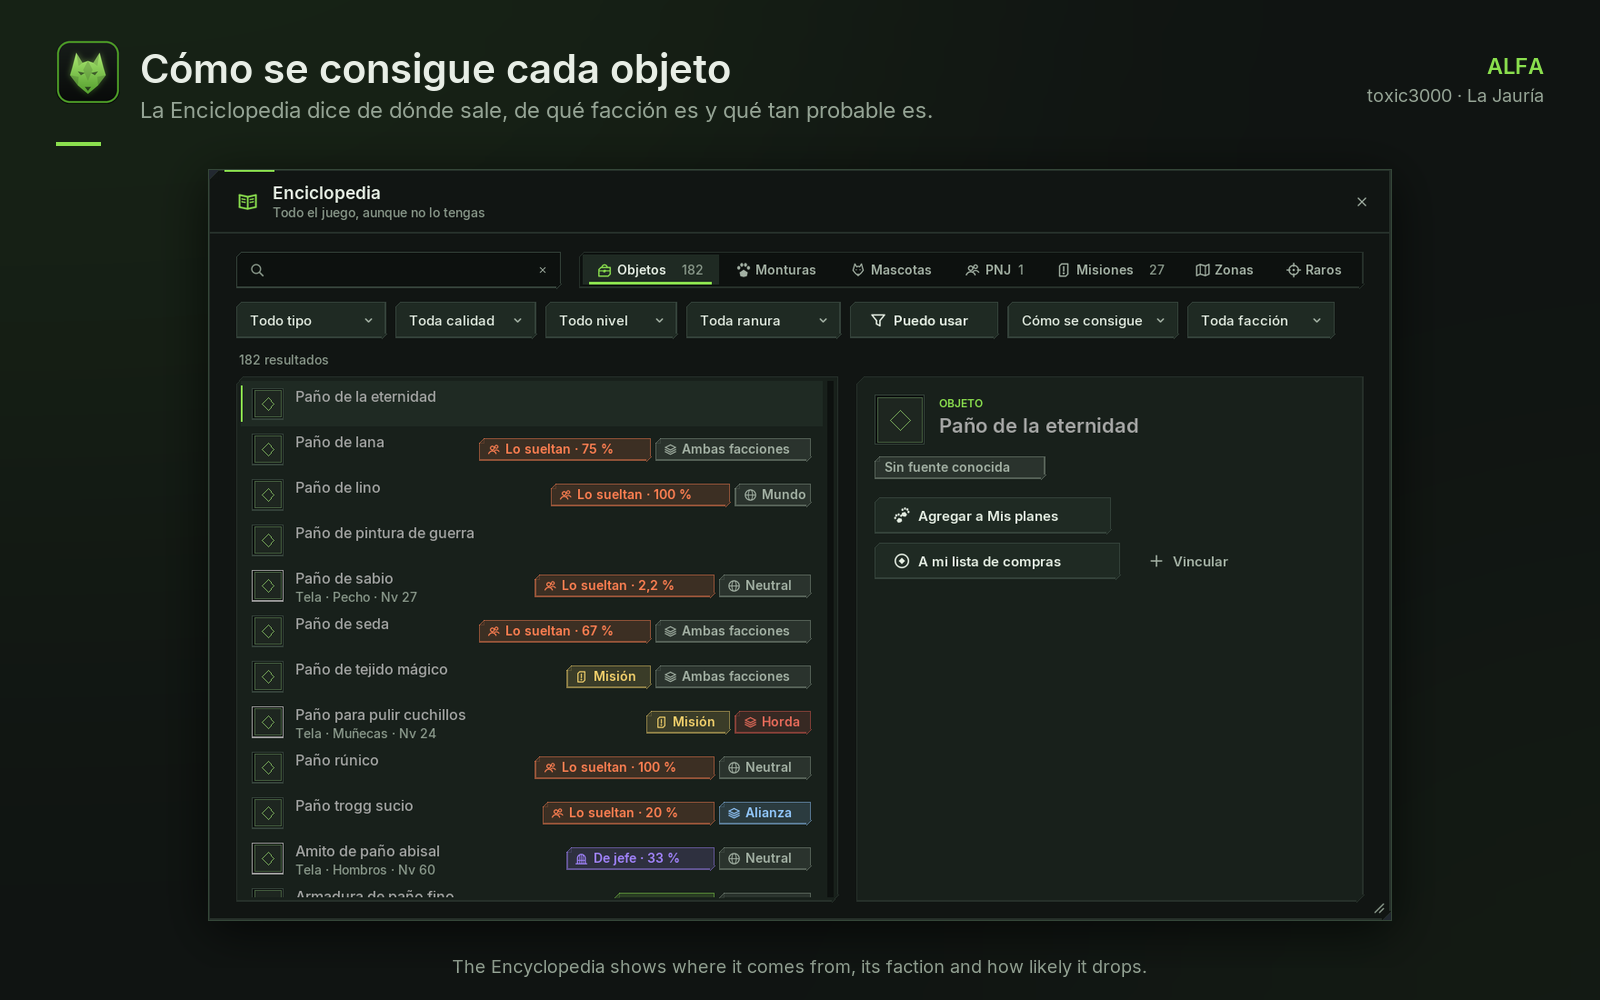 Cómo se consigue cada objeto
La Enciclopedia dice de dónde sale, de qué facción es y qué tan probable es.
ALFA
toxic3000 · La Jauría
Enciclopedia
Todo el juego, aunque no lo tengas
Objetos 182 Monturas Mascotas PNJ 1 Misiones 27 Zonas Raros
Todo tipo Toda calidad Todo nivel Toda ranura Puedo usar Cómo se consigue Toda facción
182 resultados
Paño de la eternidad
Paño de lana Lo sueltan · 75 % Ambas facciones
Paño de lino Lo sueltan · 100 % Mundo
Paño de pintura de guerra
Paño de sabio Lo sueltan · 2,2 % Neutral
Tela · Pecho · Nv 27
Paño de seda Lo sueltan · 67 % Ambas facciones
Paño de tejido mágico Misión Ambas facciones
Paño para pulir cuchillos Misión Horda
Tela · Muñecas · Nv 24
Paño rúnico Lo sueltan · 100 % Neutral
Paño trogg sucio Lo sueltan · 20 % Alianza
Amito de paño abisal De jefe · 33 % Neutral
Tela · Hombros · Nv 60
Armadura de paño fino
OBJETO
Paño de la eternidad
Sin fuente conocida
Agregar a Mis planes
A mi lista de compras Vincular
The Encyclopedia shows where it comes from, its faction and how likely it drops.